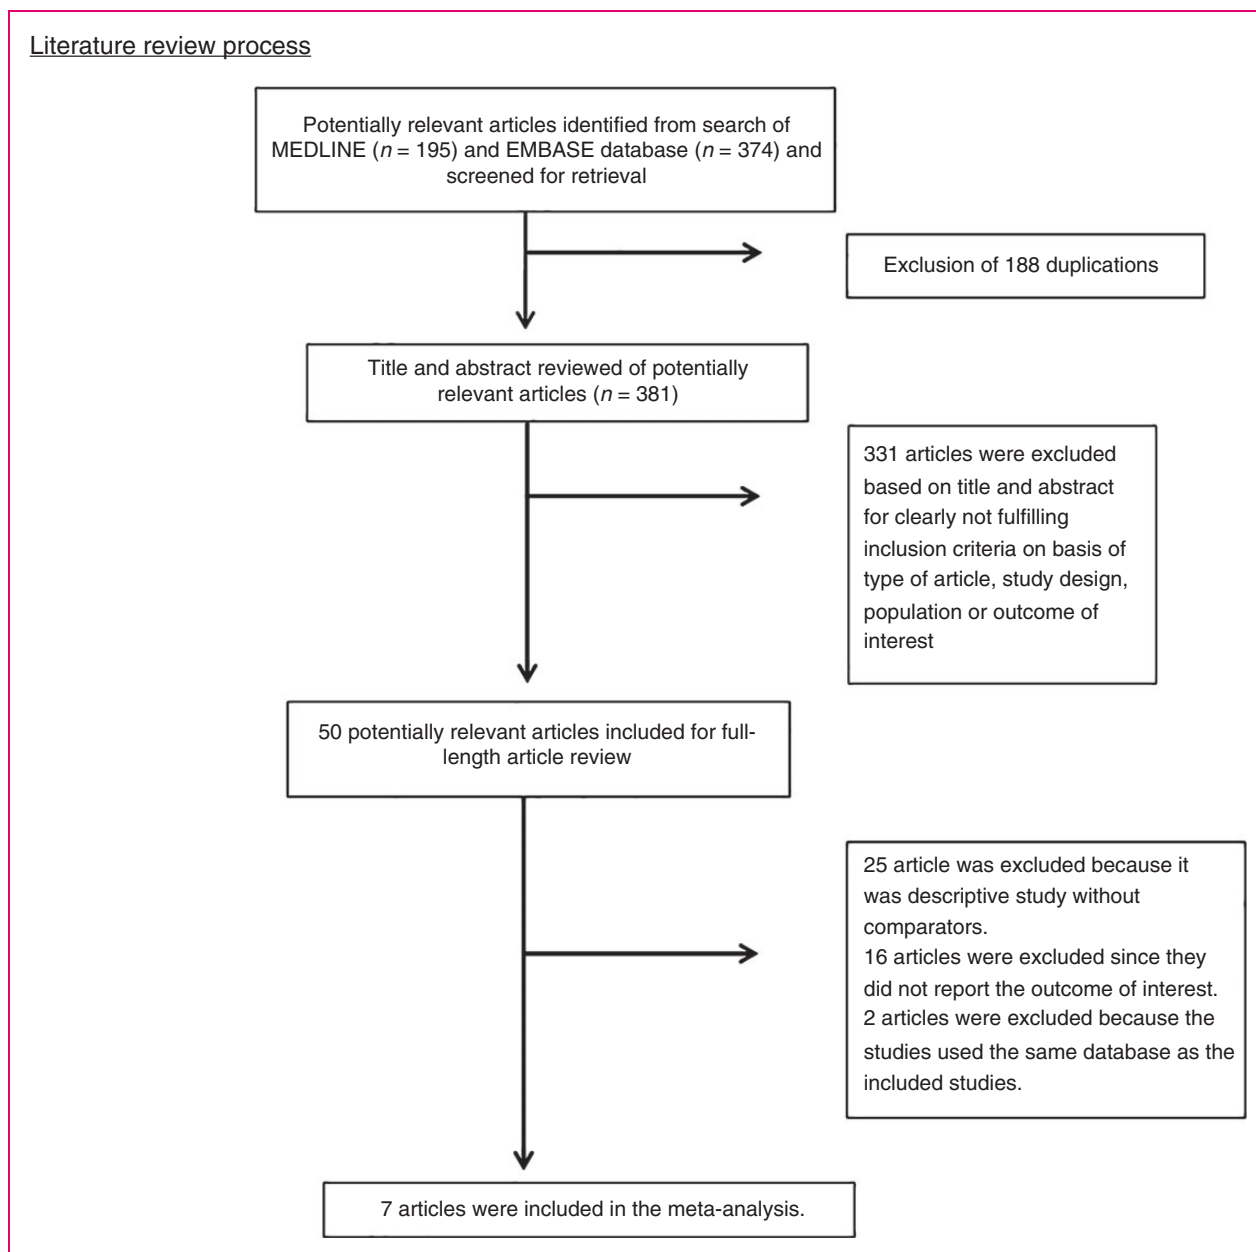 Literature review process
Potentially relevant articles identified from search of
MEDLINE (n = 195) and EMBASE database (n = 374) and
screened for retrieval
Exclusion of 188 duplications
Title and abstract reviewed of potentially
relevant articles (n = 381)
331 articles were excluded
based on title and abstract
for clearly not fulfilling
inclusion criteria on basis of
type of article, study design,
population or outcome of
interest
50 potentially relevant articles included for full-
length article review
25 article was excluded because it
was descriptive study without
comparators.
16 articles were excluded since they
did not report the outcome of interest.
2 articles were excluded because the
studies used the same database as the
included studies.
7 articles were included in the meta-analysis.